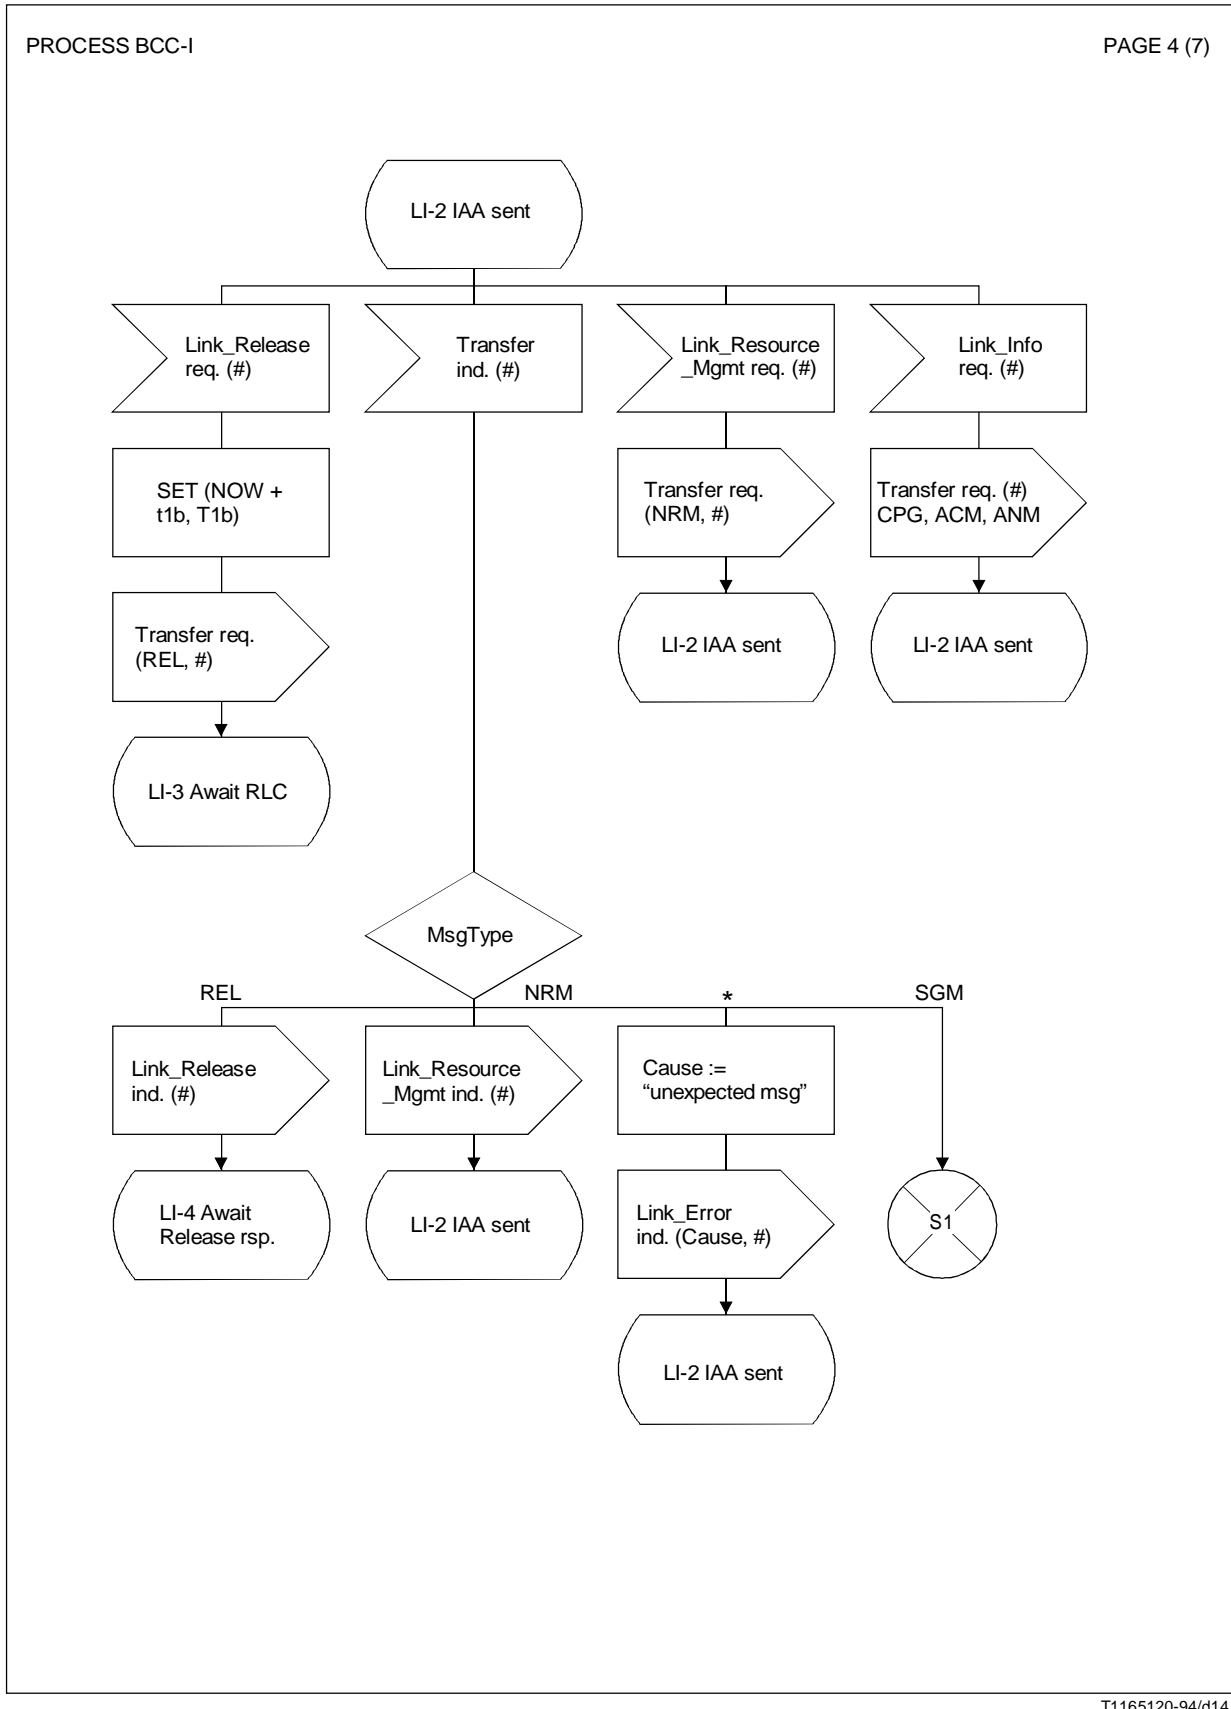 PROCESS BCC-I
PAGE 4 (7)
LI-2 IAA sent
Link_Release
req. (#)
Transfer
ind. (#)
Link_Resource
_Mgmt req. (#)
Link_Info
req. (#)
SET (NOW +
t1b, T1b)
Transfer req.
(NRM, #)
Transfer req. (#)
CPG, ACM, ANM
Transfer req.
(REL, #)
LI-2 IAA sent
LI-2 IAA sent
LI-3 Await RLC
MsgType
REL
NRM
*
SGM
Link_Release
ind. (#)
Link_Resource
_Mgmt ind. (#)
Cause :=
“unexpected msg”
LI-4 Await
Release rsp.
LI-2 IAA sent
Link_Error
ind. (Cause, #)
S1
LI-2 IAA sent
T1165120-94/d14